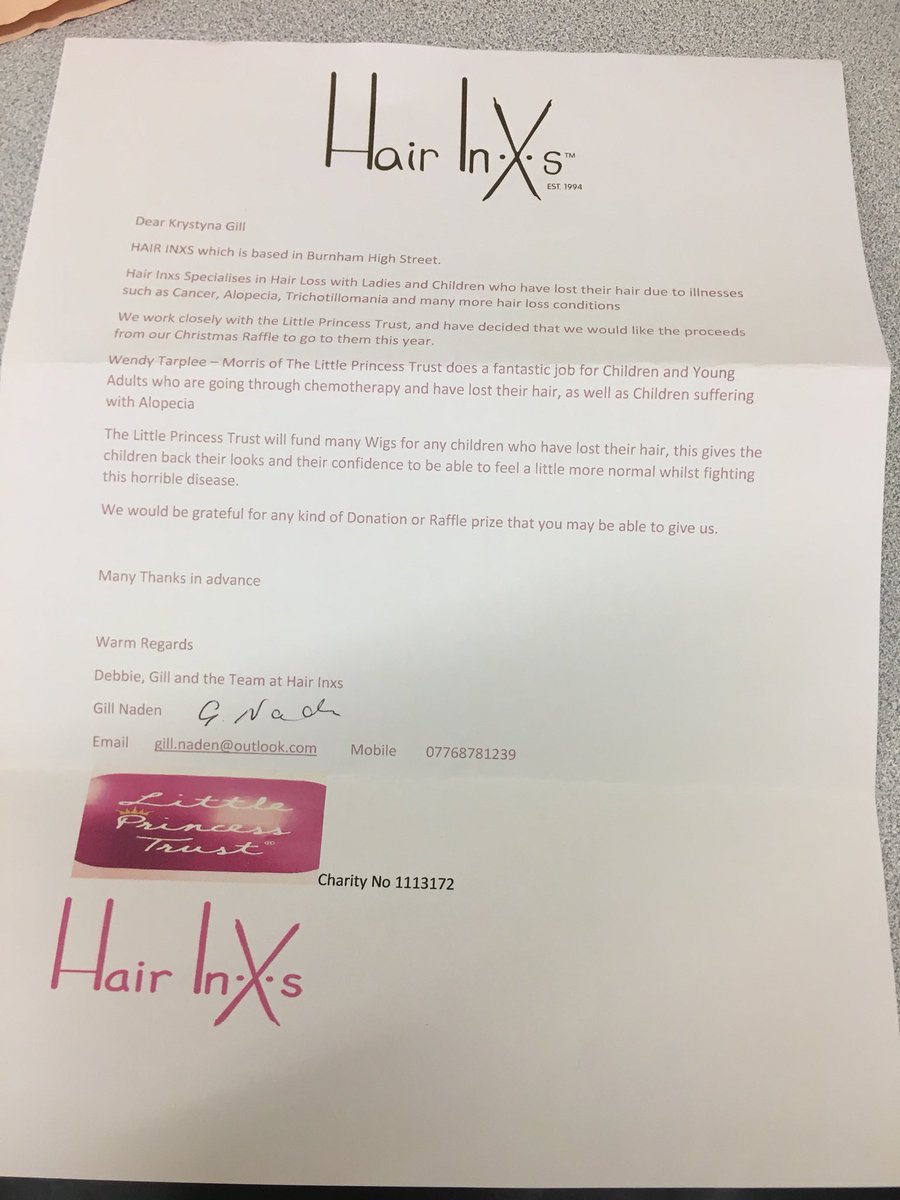 Hair In·X·s™
EST. 1994
Dear Krystyna Gill
HAIR INXS which is based in Burnham High Street.
Hair Inxs Specialises in Hair Loss with Ladies and Children who have lost their hair due to illnesses
such as Cancer, Alopecia, Trichotillomania and many more hair loss conditions
We work closely with the Little Princess Trust, and have decided that we would like the proceeds
from our Christmas Raffle to go to them this year.
Wendy Tarplee – Morris of The Little Princess Trust does a fantastic job for Children and Young
Adults who are going through chemotherapy and have lost their hair, as well as Children suffering
with Alopecia
The Little Princess Trust will fund many Wigs for any children who have lost their hair, this gives the
children back their looks and their confidence to be able to feel a little more normal whilst fighting
this horrible disease.
We would be grateful for any kind of Donation or Raffle prize that you may be able to give us.
Many Thanks in advance
Warm Regards
Debbie, Gill and the Team at Hair Inxs
Gill Naden G Naden
Email gill.naden@outlook.com Mobile 07768781239
Little
Princess
Trust®
Charity No 1113172
Hair In·X·s